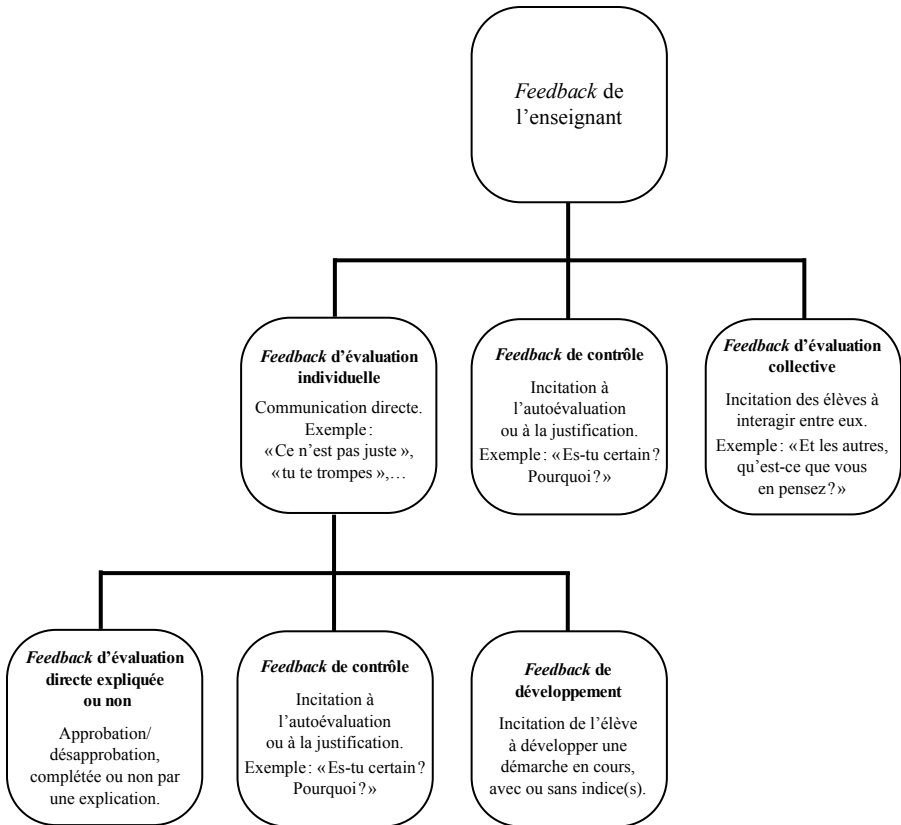 Feedback de
l'enseignant
Feedback d'évaluation
individuelle
Communication directe.
Exemple :
« Ce n'est pas juste »,
« tu te trompes »,…
Feedback de contrôle
Incitation à
l'autoévaluation
ou à la justification.
Exemple : « Es-tu certain ?
Pourquoi ? »
Feedback d'évaluation
collective
Incitation des élèves à
interagir entre eux.
Exemple : « Et les autres,
qu'est-ce que vous
en pensez ? »
Feedback d'évaluation
directe expliquée
ou non
Approbation/
désapprobation,
complétée ou non par
une explication.
Feedback de contrôle
Incitation à
l'autoévaluation
ou à la justification.
Exemple : « Es-tu certain ?
Pourquoi ? »
Feedback de
développement
Incitation de l'élève
à développer une
démarche en cours,
avec ou sans indice(s).